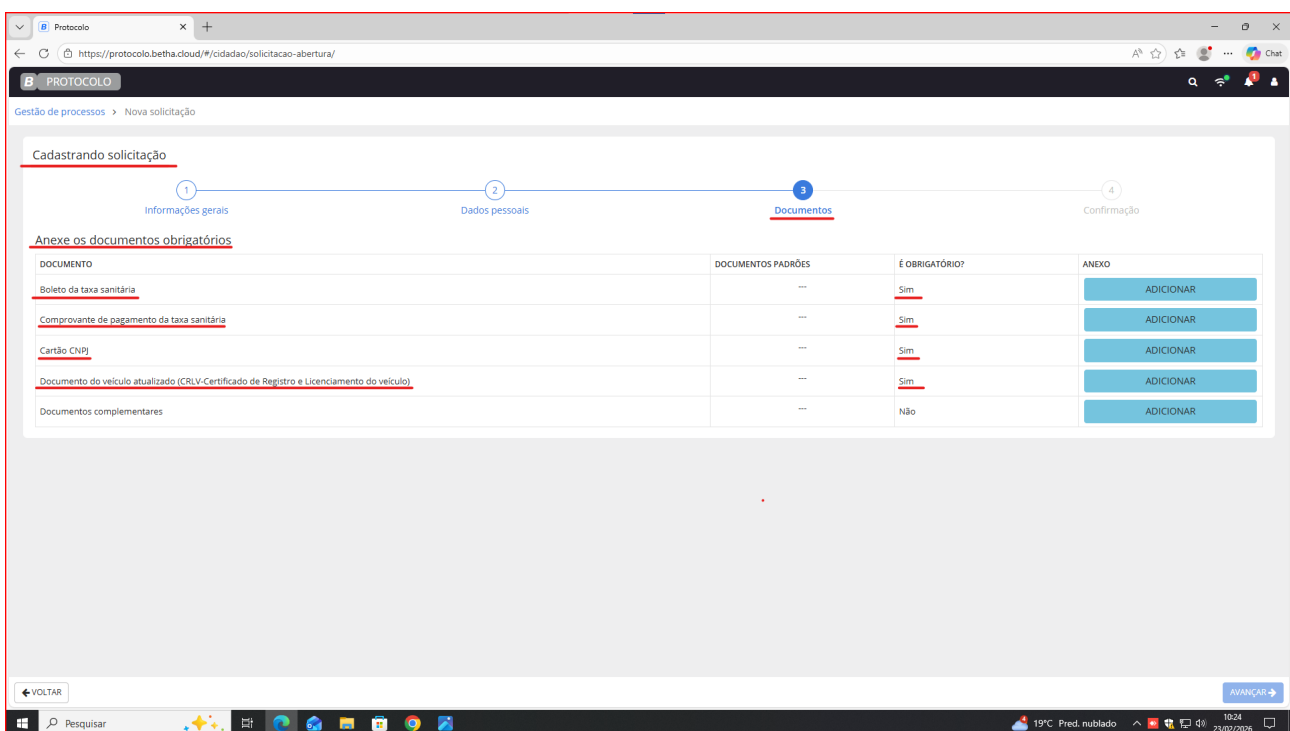 Protocolo
https://protocolo.betha.cloud/#/cidadao/solicitacao-abertura/
Chat
B PROTOCOLO
1
Gestão de processos > Nova solicitação
Cadastrando solicitação
1 2 3 4
Informações gerais Dados pessoais Documentos Confirmação
Anexe os documentos obrigatórios
DOCUMENTO DOCUMENTOS PADRÕES É OBRIGATÓRIO? ANEXO
Boleto da taxa sanitária --- Sim ADICIONAR
Comprovante de pagamento da taxa sanitária --- Sim ADICIONAR
Cartão CNPJ --- Sim ADICIONAR
Documento do veículo atualizado (CRLV-Certificado de Registro e Licenciamento do veículo) --- Sim ADICIONAR
Documentos complementares --- Não ADICIONAR
VOLTAR AVANÇAR
Pesquisar 19°C Pred. nublado 10:24
23/02/2026